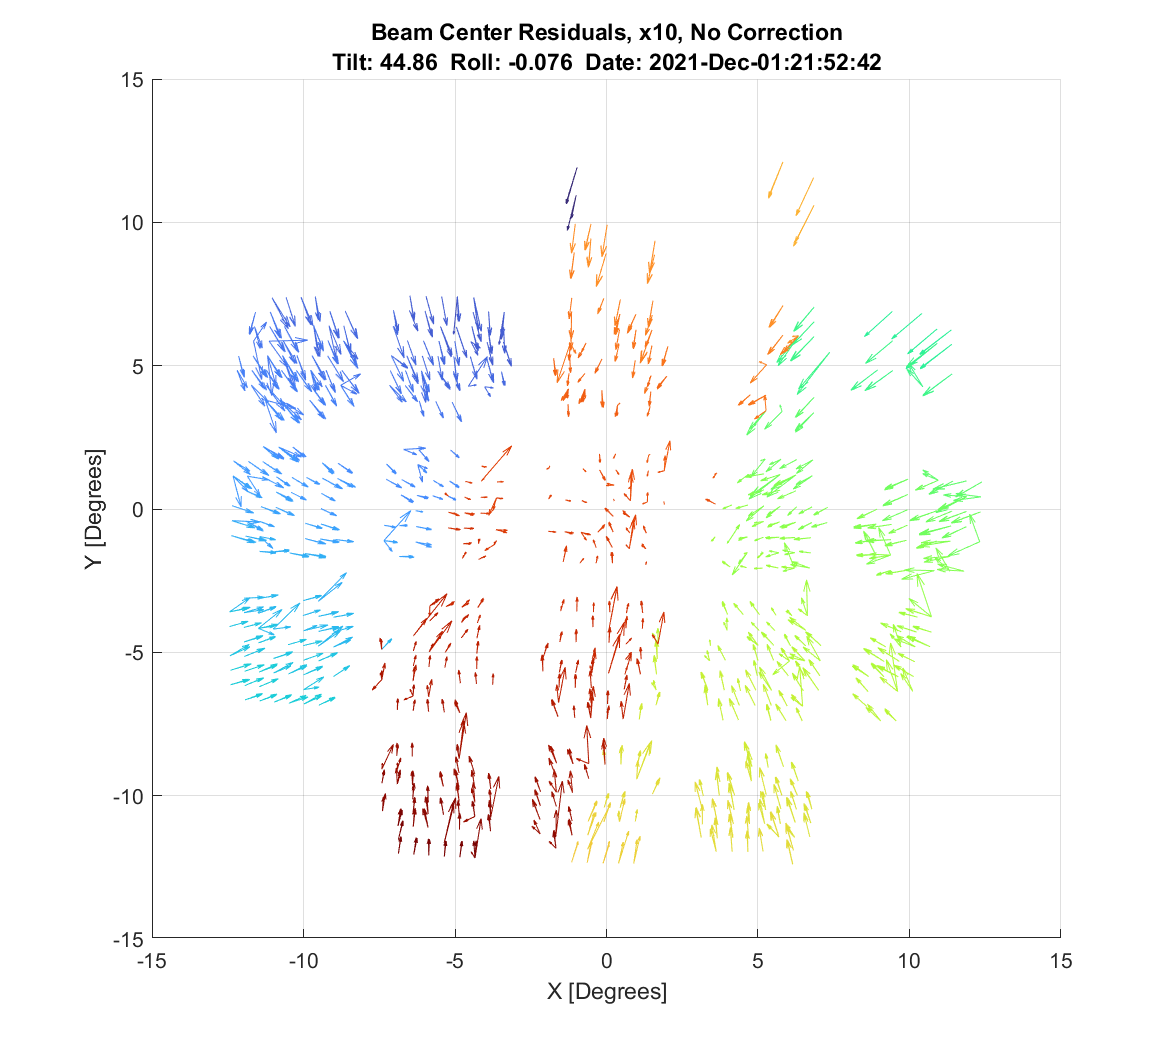 Beam Center Residuals, x10, No Correction
Tilt: 44.86 Roll: -0.076 Date: 2021-Dec-01:21:52:42
15
10
5
0
-5
-10
-15
Y [Degrees]
-15 -10 -5 0 5 10 15
X [Degrees]